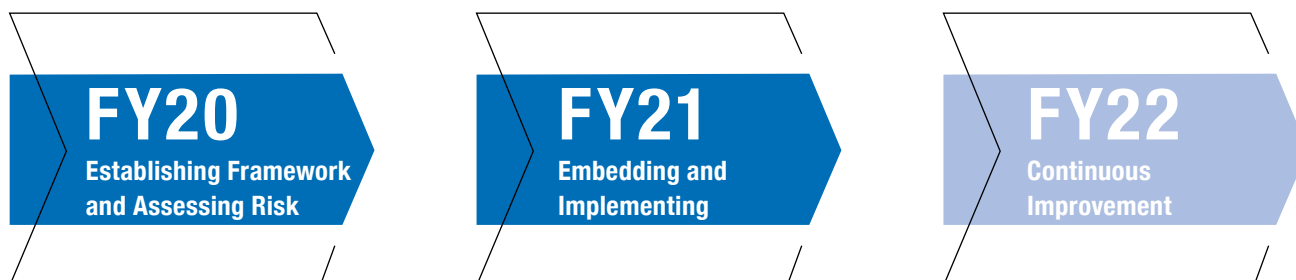 FY20
Establishing Framework
and Assessing Risk
FY21
Embedding and
Implementing
FY22
Continuous
Improvement